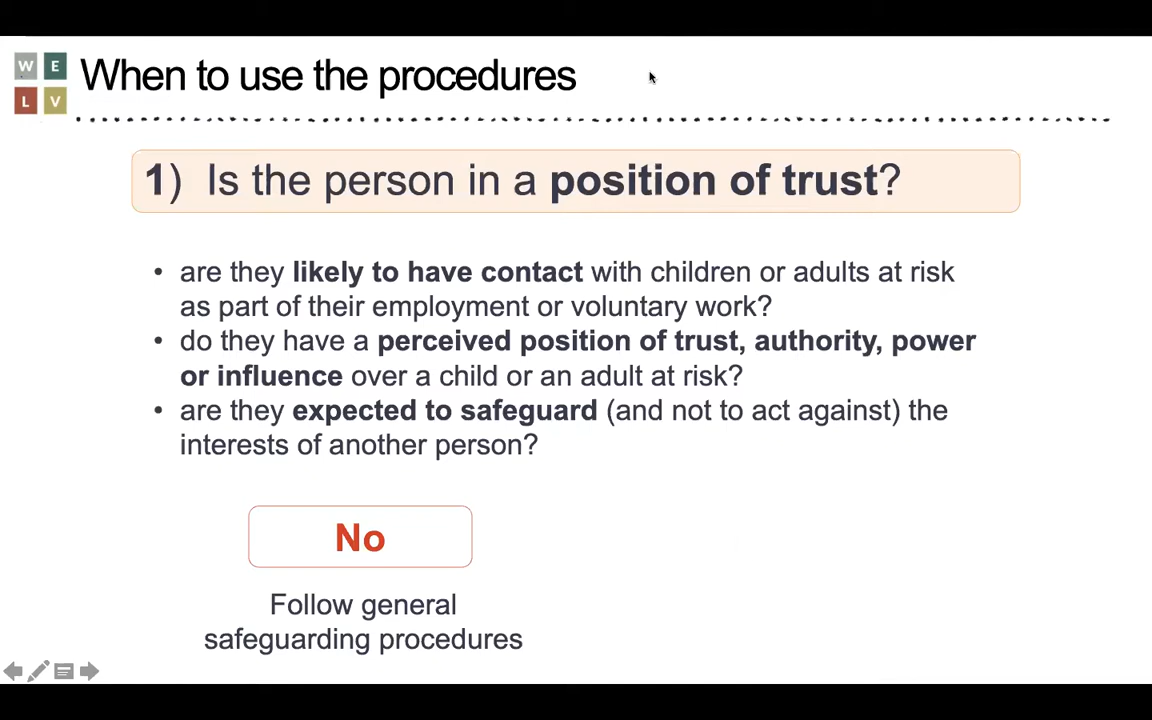 W E
L V
When to use the procedures
1) Is the person in a position of trust?
• are they likely to have contact with children or adults at risk
as part of their employment or voluntary work?
• do they have a perceived position of trust, authority, power
or influence over a child or an adult at risk?
• are they expected to safeguard (and not to act against) the
interests of another person?
No
Follow general
safeguarding procedures